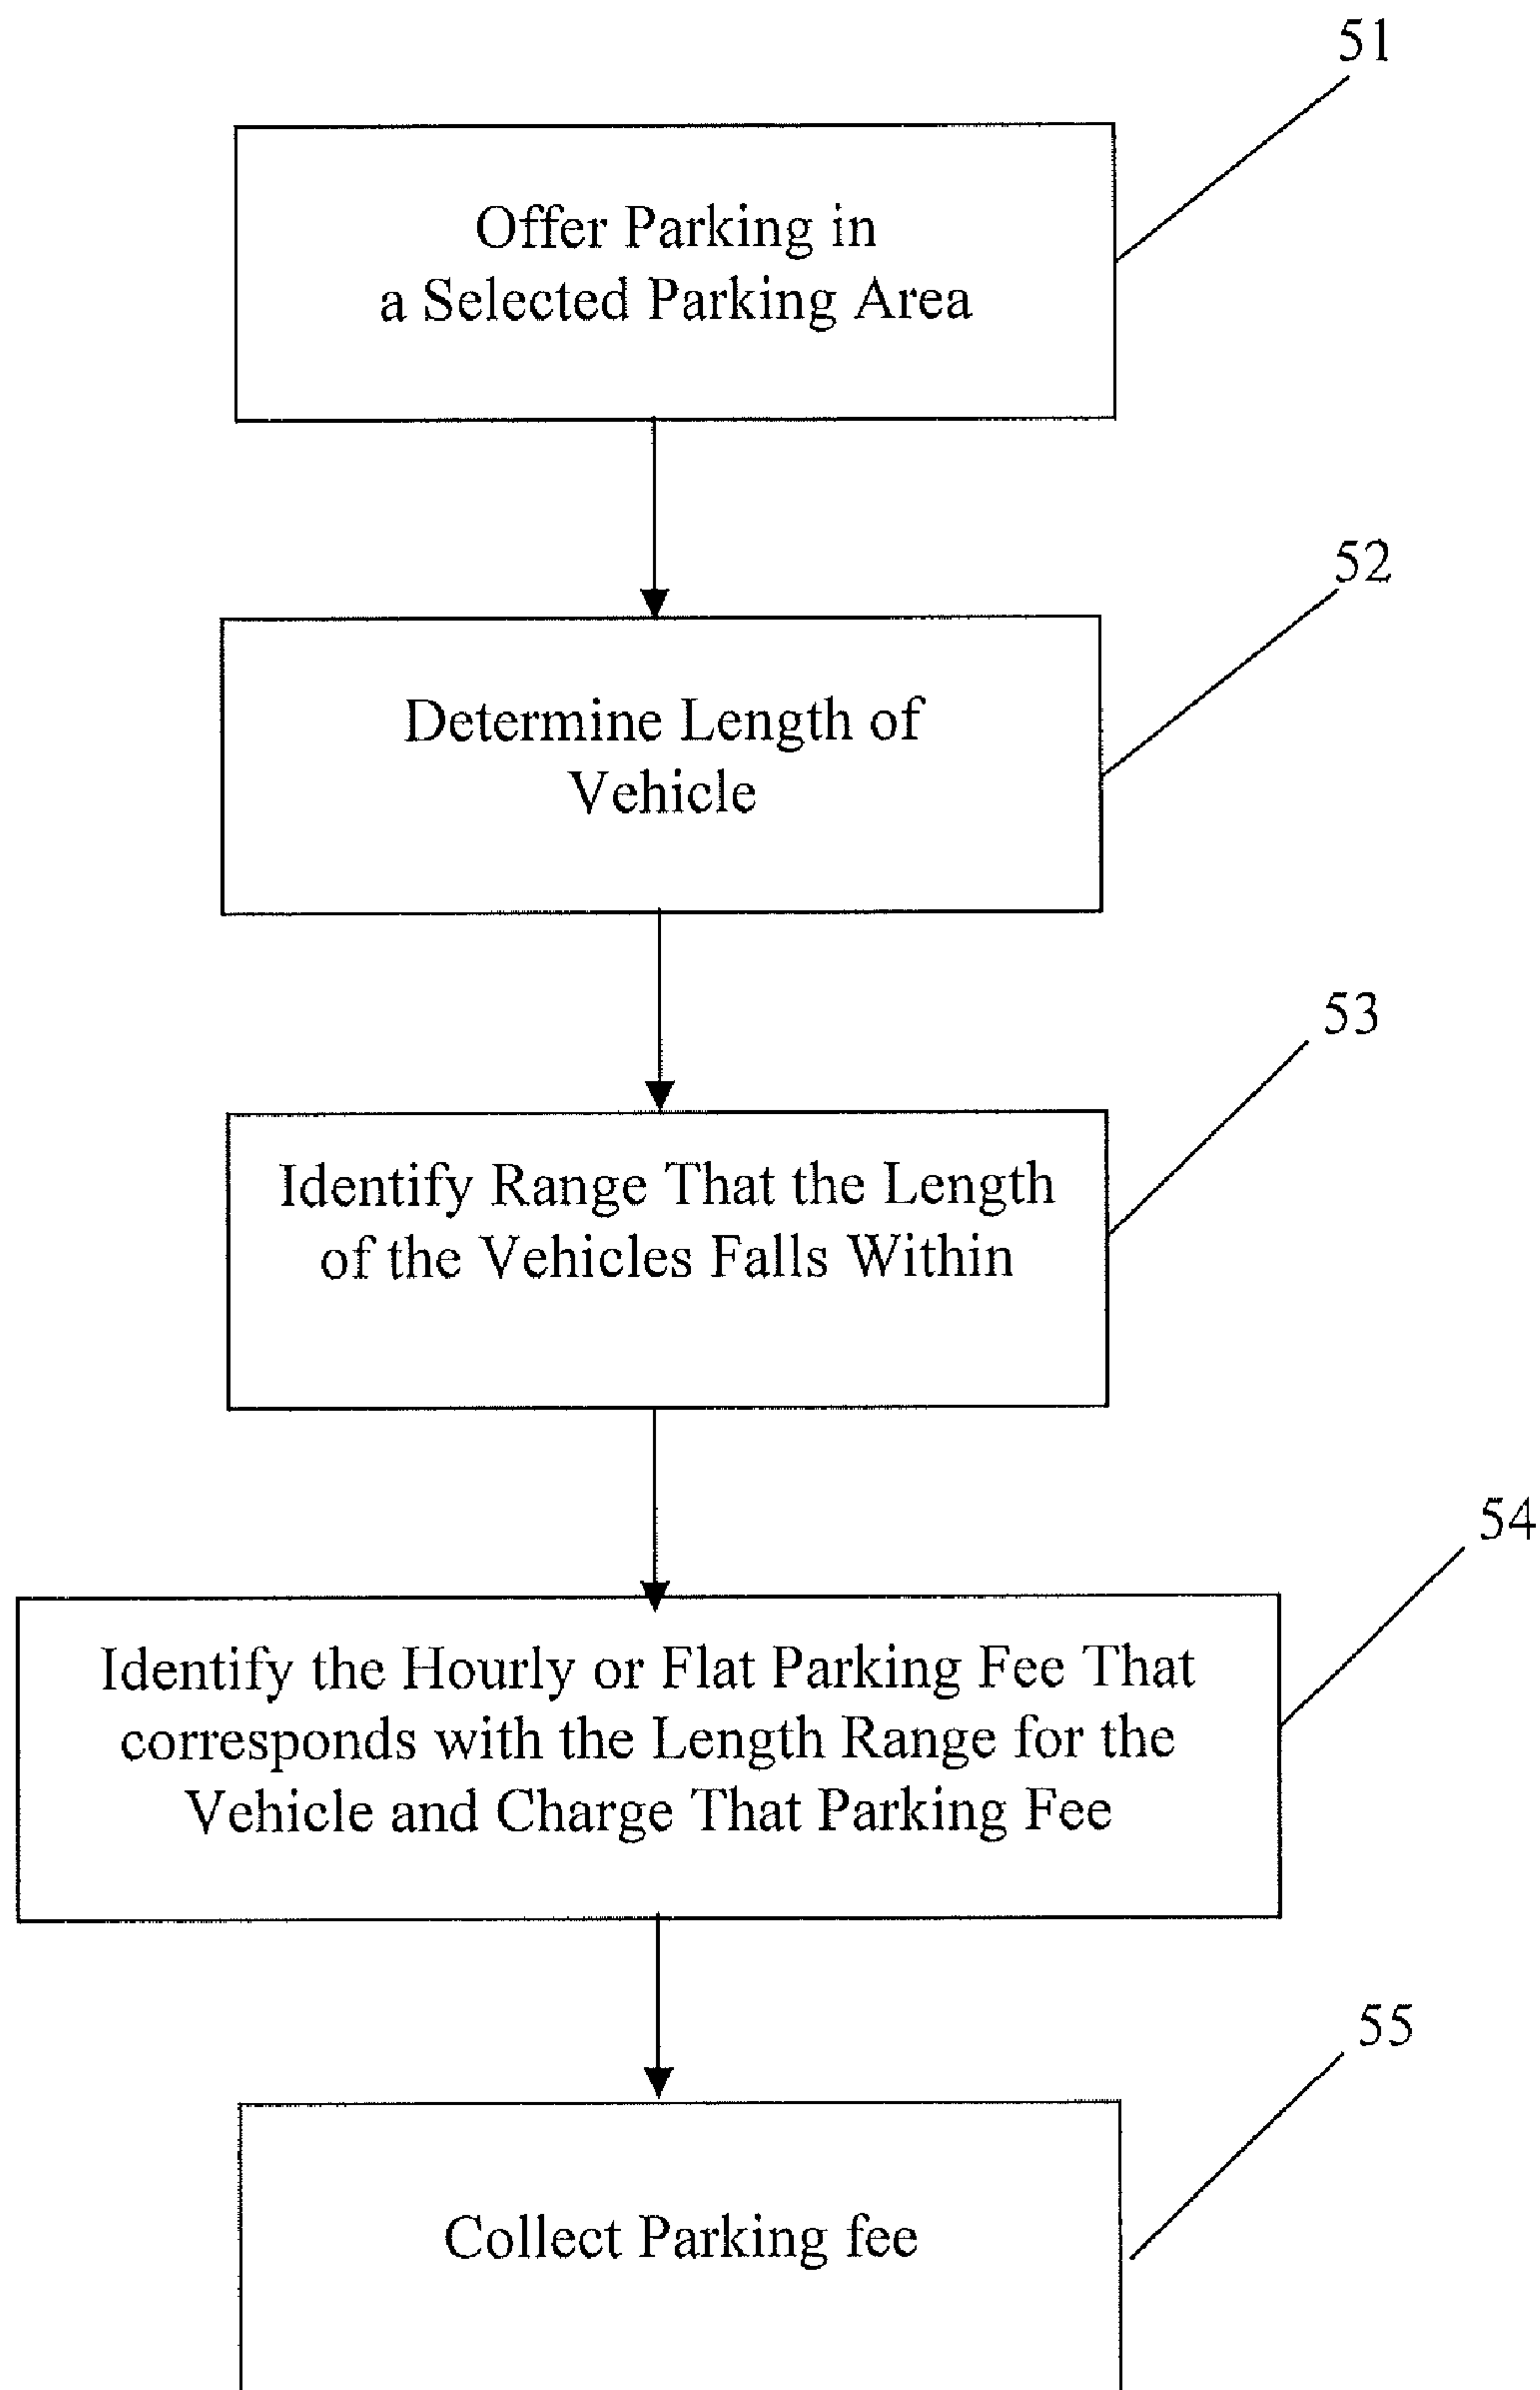 51
Offer Parking in
a Selected Parking Area
52
Determine Length of
Vehicle
53
Identify Range That the Length
of the Vehicles Falls Within
54
Identify the Hourly or Flat Parking Fee That
corresponds with the Length Range for the
Vehicle and Charge That Parking Fee
55
Collect Parking fee